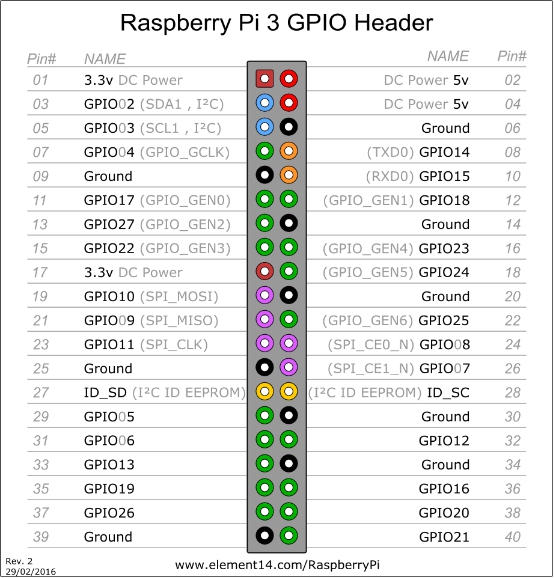 Raspberry Pi 3 GPIO Header
Pin# NAME NAME Pin#
01 3.3v DC Power DC Power 5v 02
03 GPIO02 (SDA1 , I²C) DC Power 5v 04
05 GPIO03 (SCL1 , I²C) Ground 06
07 GPIO04 (GPIO_GCLK) (TXD0) GPIO14 08
09 Ground (RXD0) GPIO15 10
11 GPIO17 (GPIO_GEN0) (GPIO_GEN1) GPIO18 12
13 GPIO27 (GPIO_GEN2) Ground 14
15 GPIO22 (GPIO_GEN3) (GPIO_GEN4) GPIO23 16
17 3.3v DC Power (GPIO_GEN5) GPIO24 18
19 GPIO10 (SPI_MOSI) Ground 20
21 GPIO09 (SPI_MISO) (GPIO_GEN6) GPIO25 22
23 GPIO11 (SPI_CLK) (SPI_CE0_N) GPIO08 24
25 Ground (SPI_CE1_N) GPIO07 26
27 ID_SD (I²C ID EEPROM) (I²C ID EEPROM) ID_SC 28
29 GPIO05 Ground 30
31 GPIO06 GPIO12 32
33 GPIO13 Ground 34
35 GPIO19 GPIO16 36
37 GPIO26 GPIO20 38
39 Ground GPIO21 40
Rev. 2
29/02/2016
www.element14.com/RaspberryPi